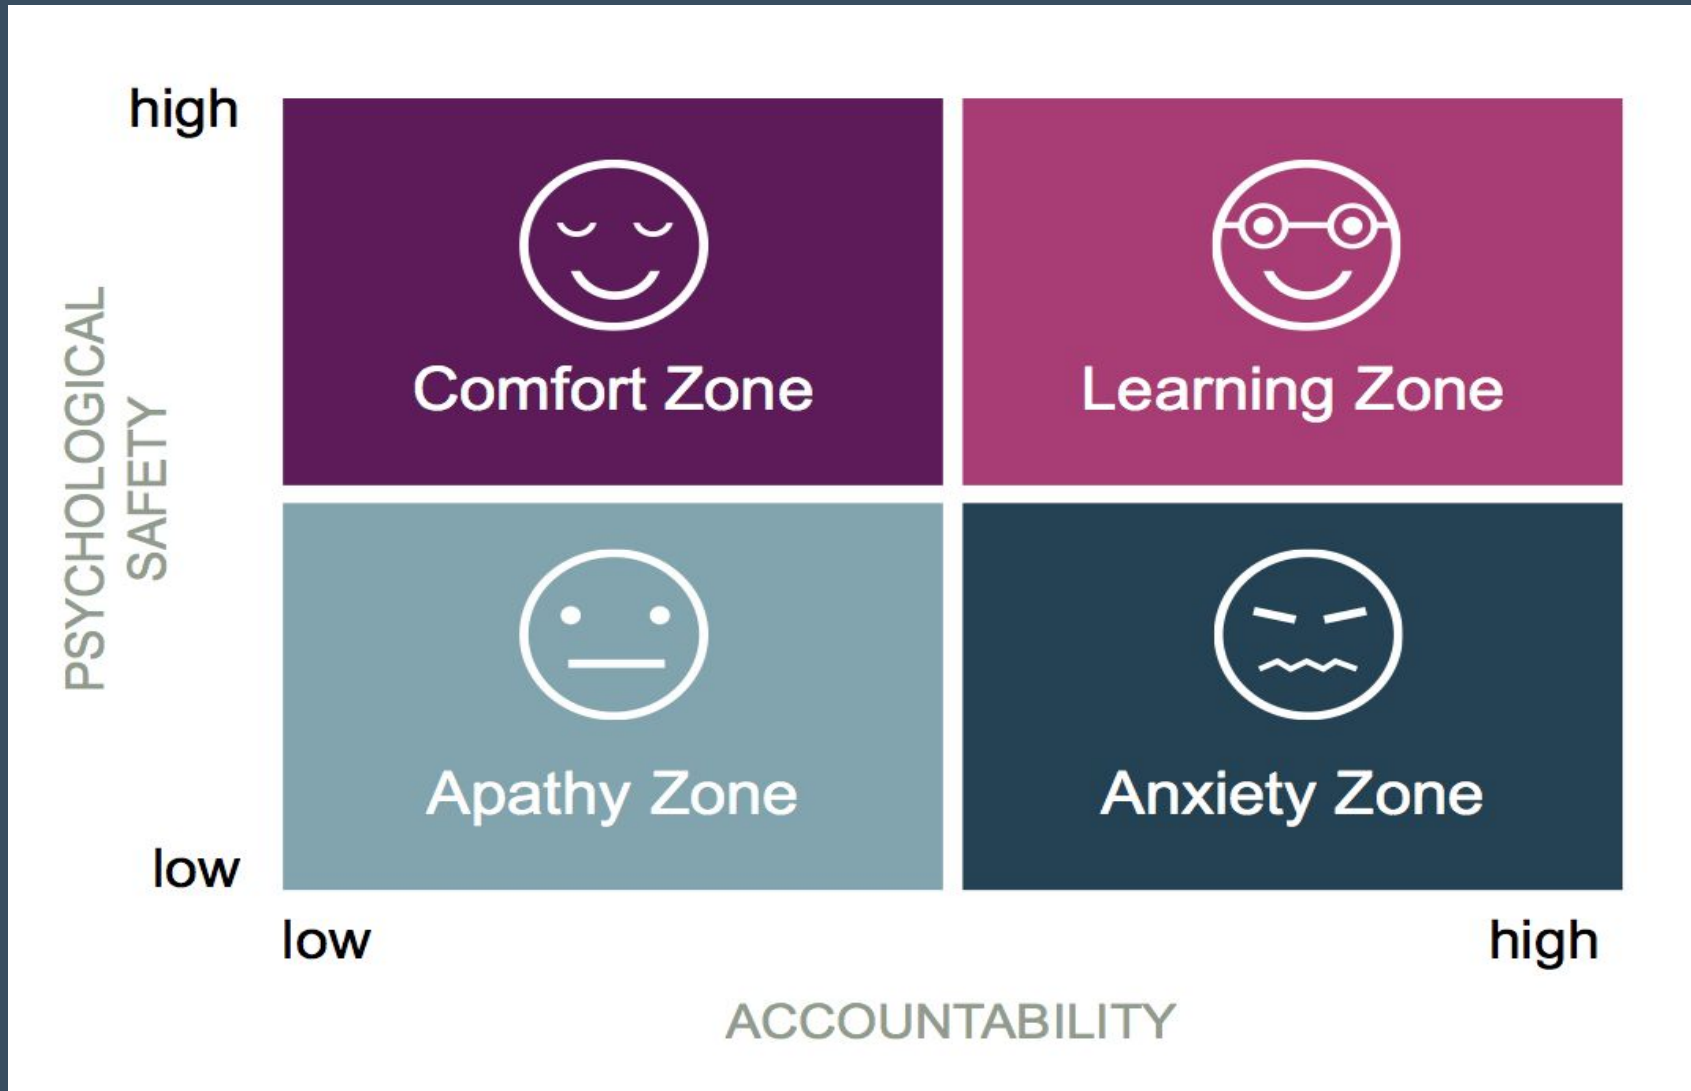 high
Comfort Zone
Learning Zone
PSYCHOLOGICAL
SAFETY
Apathy Zone
Anxiety Zone
low
low
high
ACCOUNTABILITY